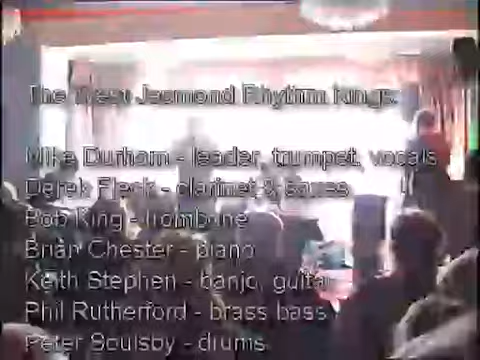 The West Jesmond Rhythm Kings:
Mike Durham - leader, trumpet, vocals
Derek Fleck - clarinet & saxes
Bob King - trombone
Brian Chester - piano
Keith Stephen - banjo, guitar
Phil Rutherford - brass bass
Peter Soulsby - drums